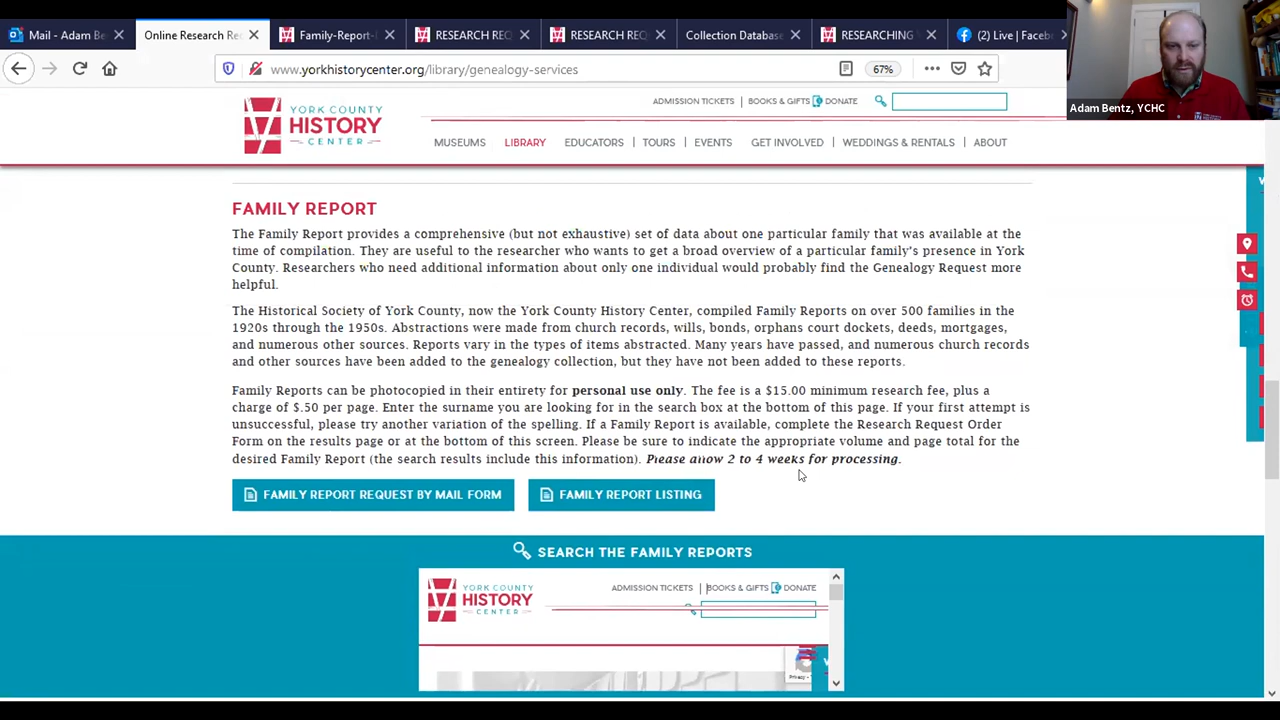 Mail - Adam Be
Online Research Re
Family-Report-
RESEARCH REQ
RESEARCH REQ
Collection Database
RESEARCHING
(2) Live | Faceb
www.yorkhistorycenter.org/library/genealogy-services
67%
Adam Bentz, YCHC
YORK COUNTY
HISTORY
CENTER
ADMISSION TICKETS | BOOKS & GIFTS DONATE
MUSEUMS LIBRARY EDUCATORS TOURS EVENTS GET INVOLVED WEDDINGS & RENTALS ABOUT
FAMILY REPORT
The Family Report provides a comprehensive (but not exhaustive) set of data about one particular family that was available at the
time of compilation. They are useful to the researcher who wants to get a broad overview of a particular family's presence in York
County. Researchers who need additional information about only one individual would probably find the Genealogy Request more
helpful.
The Historical Society of York County, now the York County History Center, compiled Family Reports on over 500 families in the
1920s through the 1950s. Abstractions were made from church records, wills, bonds, orphans court dockets, deeds, mortgages,
and numerous other sources. Reports vary in the types of items abstracted. Many years have passed, and numerous church records
and other sources have been added to the genealogy collection, but they have not been added to these reports.
Family Reports can be photocopied in their entirety for personal use only. The fee is a $15.00 minimum research fee, plus a
charge of $.50 per page. Enter the surname you are looking for in the search box at the bottom of this page. If your first attempt is
unsuccessful, please try another variation of the spelling. If a Family Report is available, complete the Research Request Order
Form on the results page or at the bottom of this screen. Please be sure to indicate the appropriate volume and page total for the
desired Family Report (the search results include this information). Please allow 2 to 4 weeks for processing.
FAMILY REPORT REQUEST BY MAIL FORM
FAMILY REPORT LISTING
SEARCH THE FAMILY REPORTS
YORK COUNTY
HISTORY
CENTER
ADMISSION TICKETS | BOOKS & GIFTS DONATE